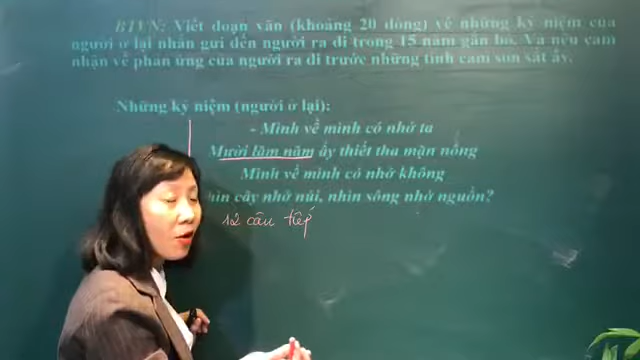 BTVN: Viết đoạn văn (khoảng 20 dòng) về những kỷ niệm của
người ở lại nhắn gửi đến người ra đi trong 15 năm gắn bó. Và nêu cảm
nhận về phản ứng của người ra đi trước những tình cảm son sắt ấy.
Những kỷ niệm (người ở lại):
- Mình về mình có nhớ ta
Mười lăm năm ấy thiết tha mặn nồng
Mình về mình có nhớ không
cây nhớ núi, nhìn sông nhớ nguồn?
12 câu tiếp